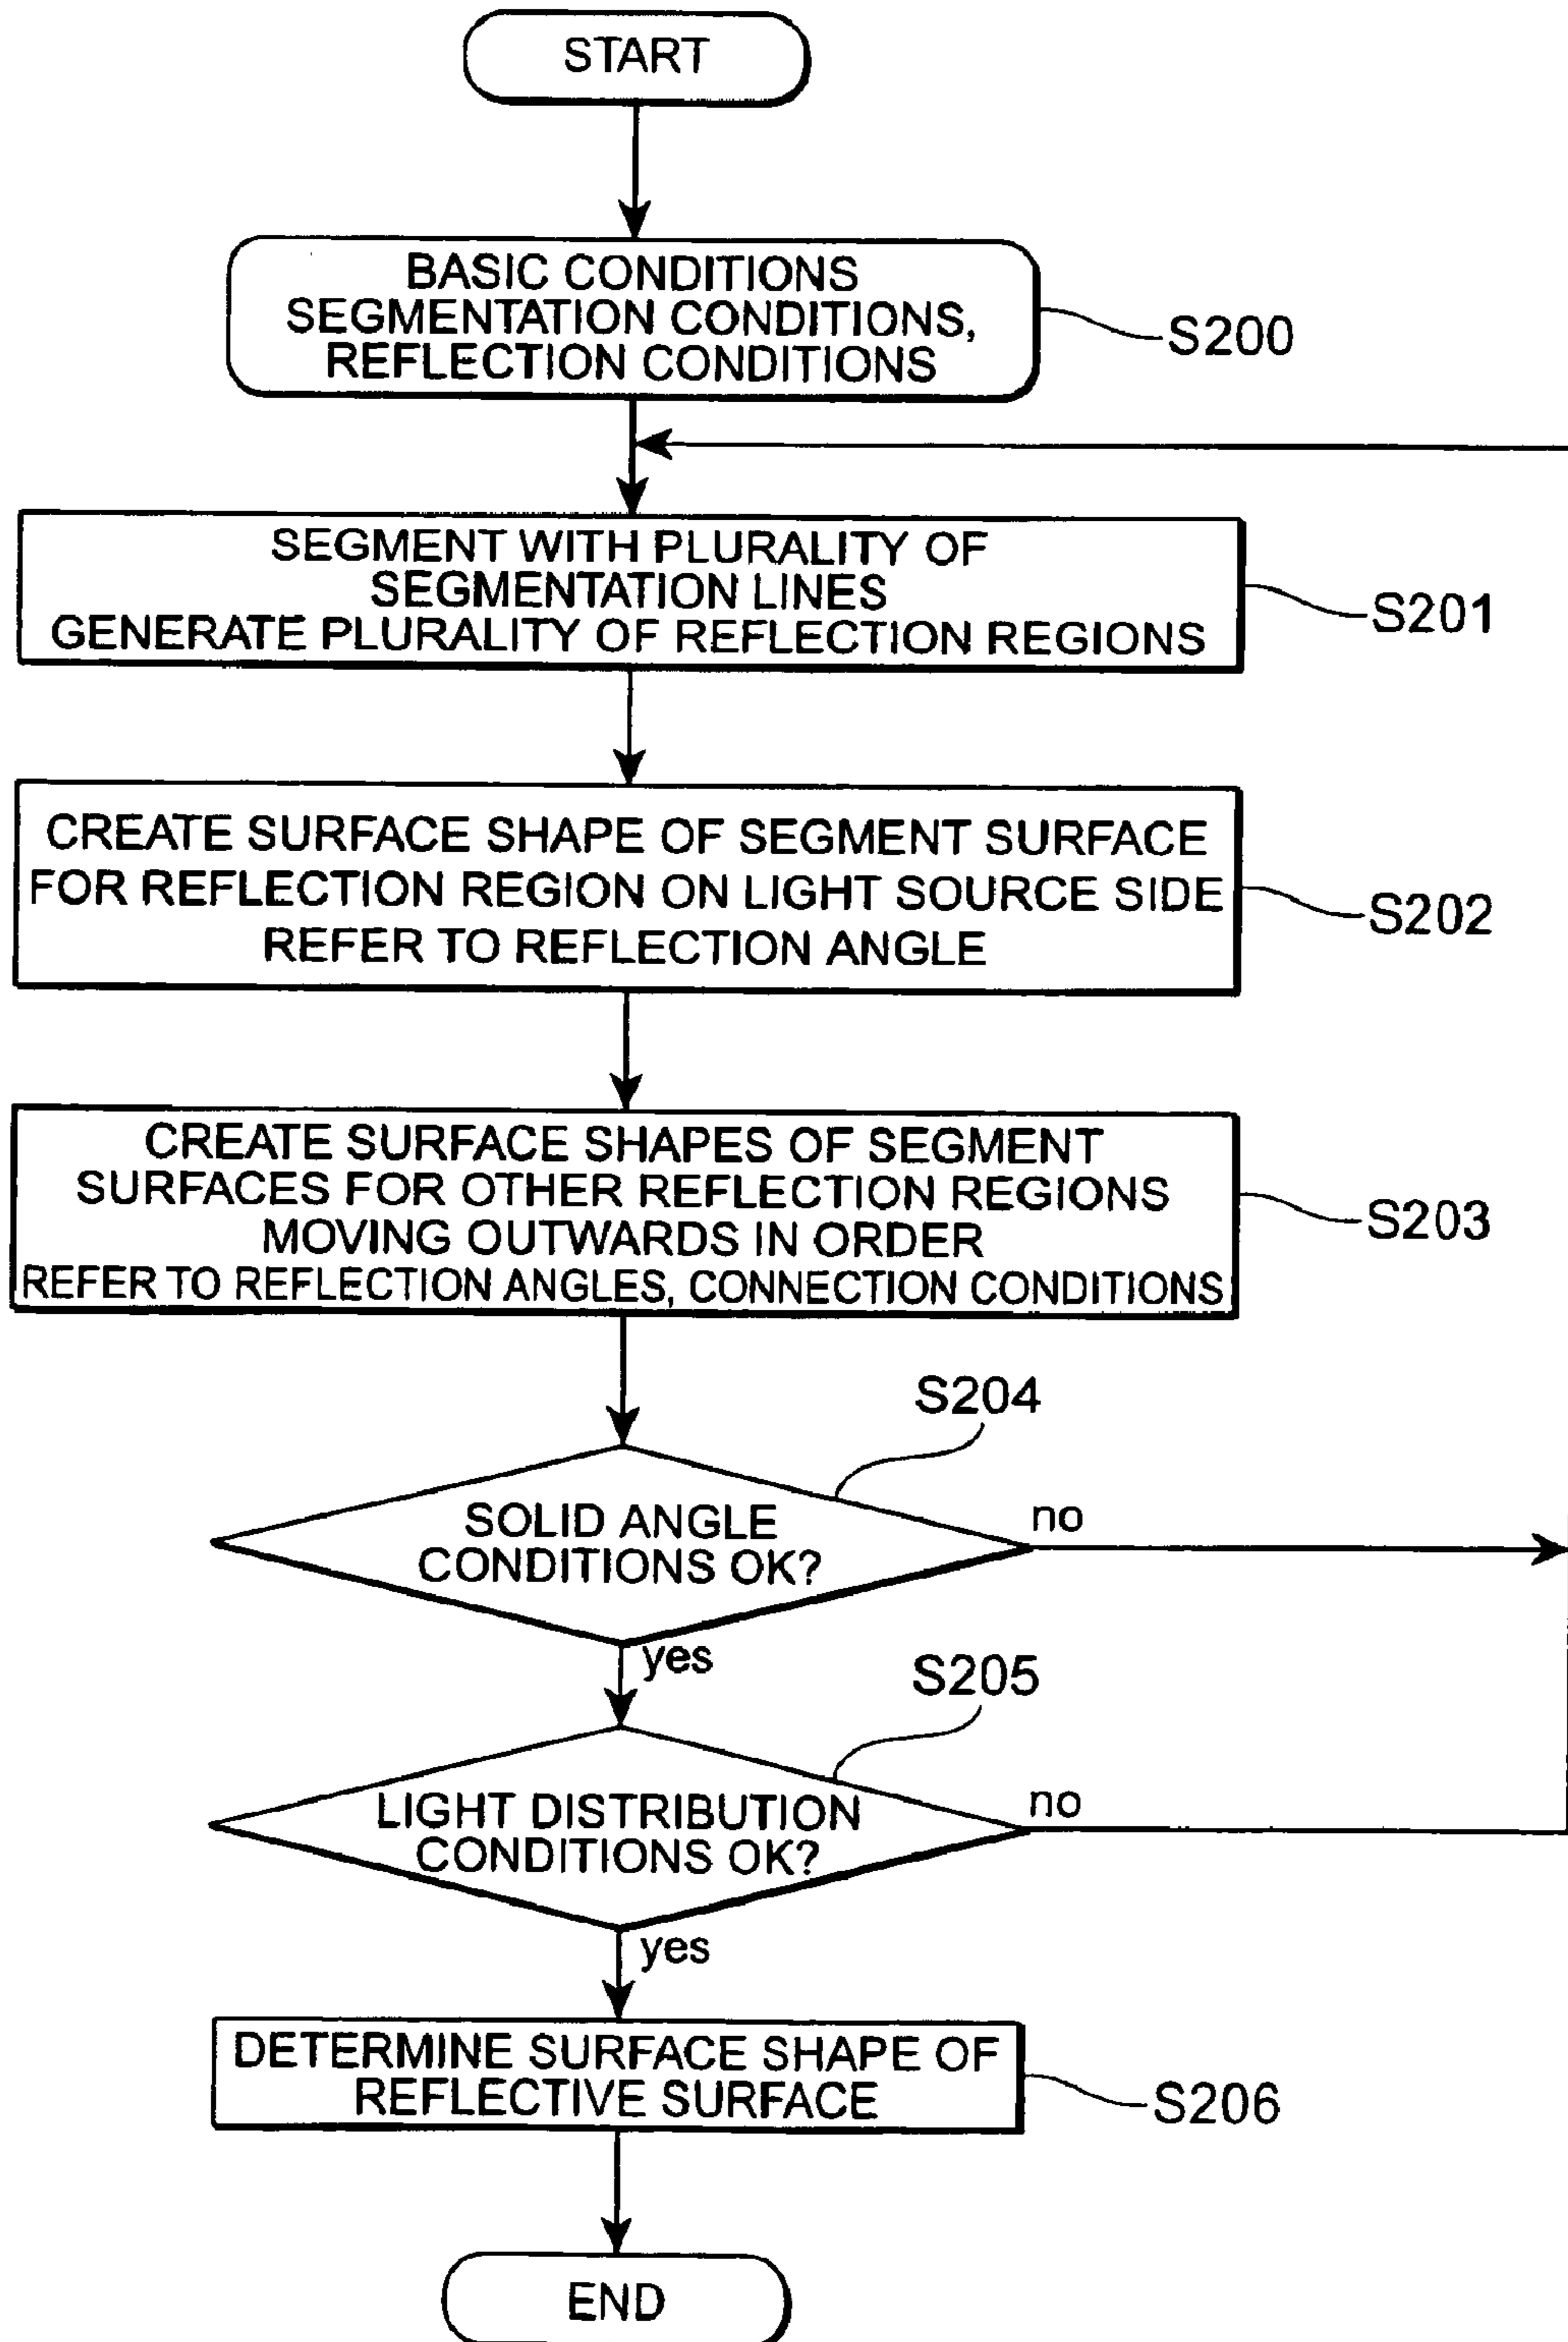 START
BASIC CONDITIONS
SEGMENTATION CONDITIONS,
REFLECTION CONDITIONS
S200
SEGMENT WITH PLURALITY OF
SEGMENTATION LINES
GENERATE PLURALITY OF REFLECTION REGIONS
S201
CREATE SURFACE SHAPE OF SEGMENT SURFACE
FOR REFLECTION REGION ON LIGHT SOURCE SIDE
REFER TO REFLECTION ANGLE
S202
CREATE SURFACE SHAPES OF SEGMENT
SURFACES FOR OTHER REFLECTION REGIONS
MOVING OUTWARDS IN ORDER
REFER TO REFLECTION ANGLES, CONNECTION CONDITIONS
S203
S204
SOLID ANGLE
CONDITIONS OK?
no
yes
S205
LIGHT DISTRIBUTION
CONDITIONS OK?
no
yes
DETERMINE SURFACE SHAPE OF
REFLECTIVE SURFACE
S206
END